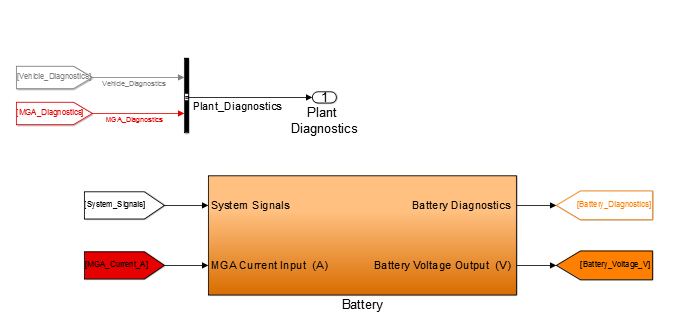 [Vehicle_Diagnostics]
Vehicle_Diagnostics
[MGA_Diagnostics]
MGA_Diagnostics
Plant_Diagnostics
1
Plant
Diagnostics
[System_Signals]
System Signals
Battery Diagnostics
[Battery_Diagnostics]
[MGA_Current_A]
MGA Current Input (A)
Battery Voltage Output (V)
[Battery_Voltage_V]
Battery